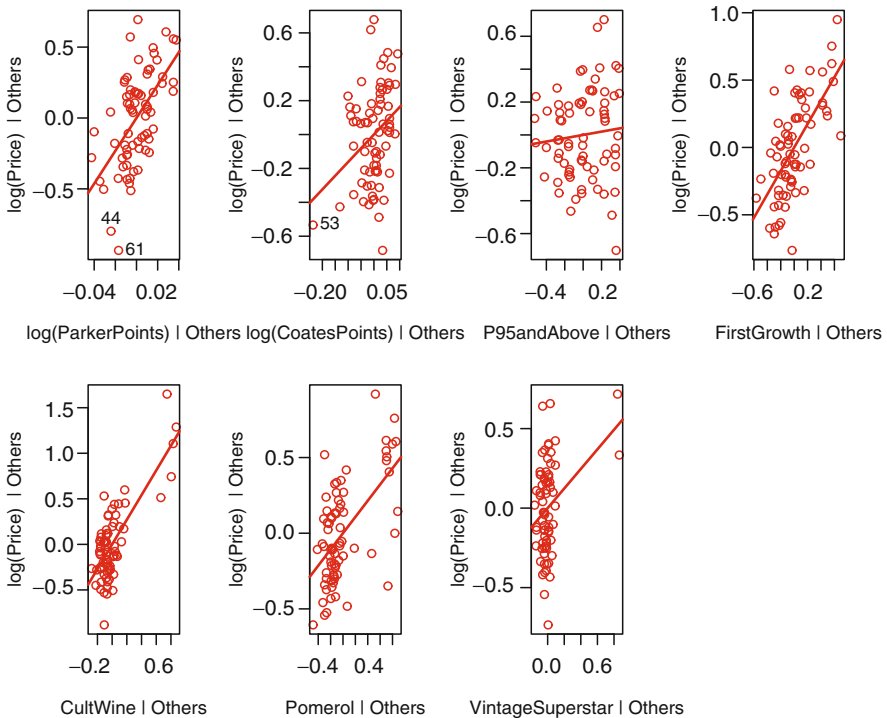 log(Price) | Others
0.5
0.0
−0.5
44
61
−0.04 0.02
log(ParkerPoints) | Others
log(Price) | Others
0.6
0.2
−0.2
−0.6
53
−0.20 0.05
log(CoatesPoints) | Others
log(Price) | Others
0.6
0.2
−0.2
−0.6
−0.4 0.2
P95andAbove | Others
log(Price) | Others
1.0
0.5
0.0
−0.5
−0.6 0.2
FirstGrowth | Others
log(Price) | Others
1.5
0.5
0.0
−0.5
−0.2 0.6
CultWine | Others
log(Price) | Others
0.5
0.0
−0.5
−0.4 0.4
Pomerol | Others
log(Price) | Others
0.5
0.0
−0.5
0.0 0.6
VintageSuperstar | Others